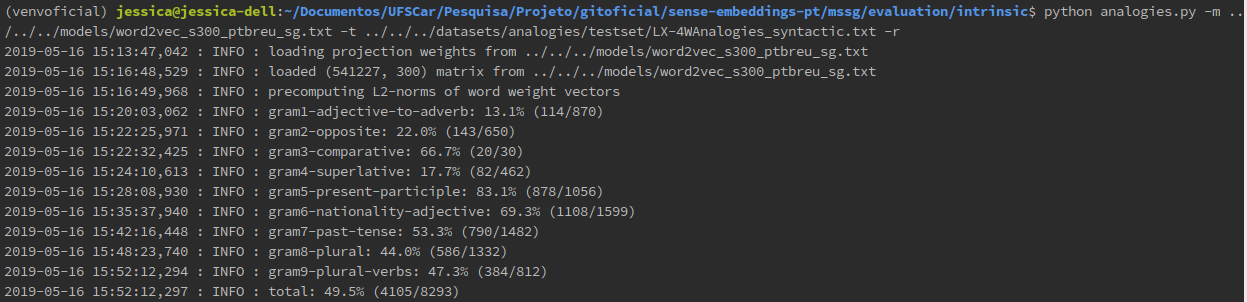 (venvoficial) jessica@jessica-dell:~/Documentos/UFSCar/Pesquisa/Projeto/gitoficial/sense-embeddings-pt/mssg/evaluation/intrinsic$ python analogies.py -m ..
/../../models/word2vec_s300_ptbreu_sg.txt -t ../../../datasets/analogies/testset/LX-4WAnalogies_syntactic.txt -r
2019-05-16 15:13:47,042 : INFO : loading projection weights from ../../../models/word2vec_s300_ptbreu_sg.txt
2019-05-16 15:16:48,529 : INFO : loaded (541227, 300) matrix from ../../../models/word2vec_s300_ptbreu_sg.txt
2019-05-16 15:16:49,968 : INFO : precomputing L2-norms of word weight vectors
2019-05-16 15:20:03,062 : INFO : gram1-adjective-to-adverb: 13.1% (114/870)
2019-05-16 15:22:25,971 : INFO : gram2-opposite: 22.0% (143/650)
2019-05-16 15:22:32,425 : INFO : gram3-comparative: 66.7% (20/30)
2019-05-16 15:24:10,613 : INFO : gram4-superlative: 17.7% (82/462)
2019-05-16 15:28:08,930 : INFO : gram5-present-participle: 83.1% (878/1056)
2019-05-16 15:35:37,940 : INFO : gram6-nationality-adjective: 69.3% (1108/1599)
2019-05-16 15:42:16,448 : INFO : gram7-past-tense: 53.3% (790/1482)
2019-05-16 15:48:23,740 : INFO : gram8-plural: 44.0% (586/1332)
2019-05-16 15:52:12,294 : INFO : gram9-plural-verbs: 47.3% (384/812)
2019-05-16 15:52:12,297 : INFO : total: 49.5% (4105/8293)